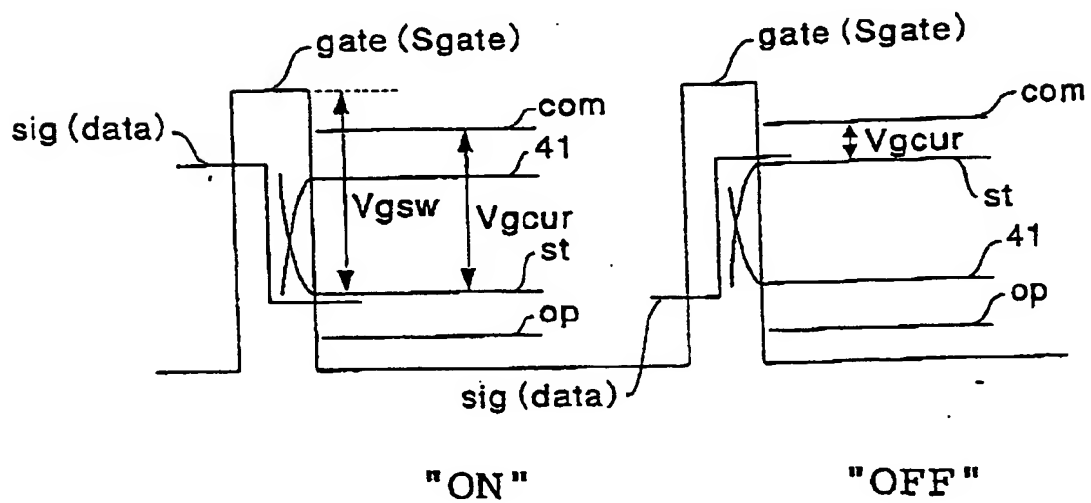 gate (Sgate)
sig (data)
com
41
Vgsw
Vgcur
st
op
"ON"
gate (Sgate)
com
Vgcur
st
41
op
sig (data)
"OFF"